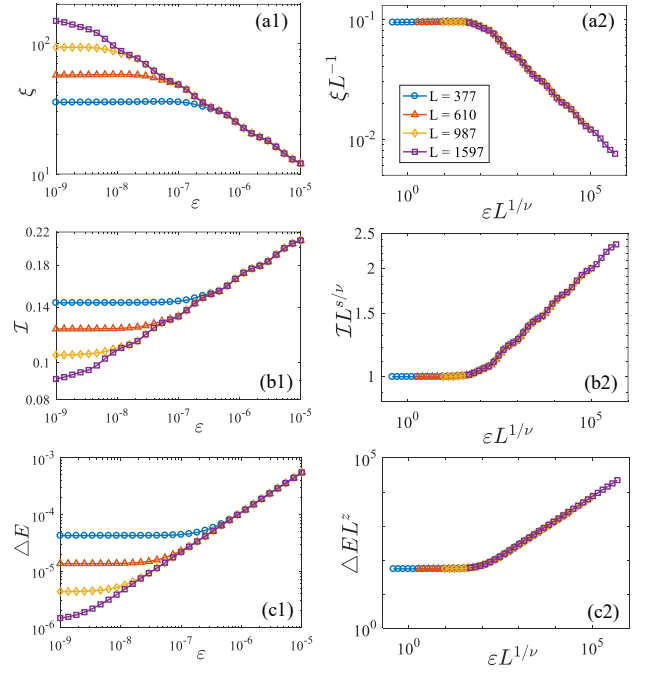 (a1)
10²
10¹
ξ
10⁻⁹ 10⁻⁸ 10⁻⁷ 10⁻⁶ 10⁻⁵
ε
(a2)
10⁻¹
10⁻²
ξL⁻¹
L = 377
L = 610
L = 987
L = 1597
10⁰ 10⁵
εL^{1/ν}
(b1)
0.22
0.18
0.14
0.1
0.08
ℐ
10⁻⁹ 10⁻⁸ 10⁻⁷ 10⁻⁶ 10⁻⁵
ε
(b2)
2.5
2
1.5
1
ℐL^{s/ν}
10⁰ 10⁵
εL^{1/ν}
(c1)
10⁻³
10⁻⁴
10⁻⁵
10⁻⁶
△E
10⁻⁹ 10⁻⁸ 10⁻⁷ 10⁻⁶ 10⁻⁵
ε
(c2)
10⁵
10⁰
△EL^z
10⁰ 10⁵
εL^{1/ν}